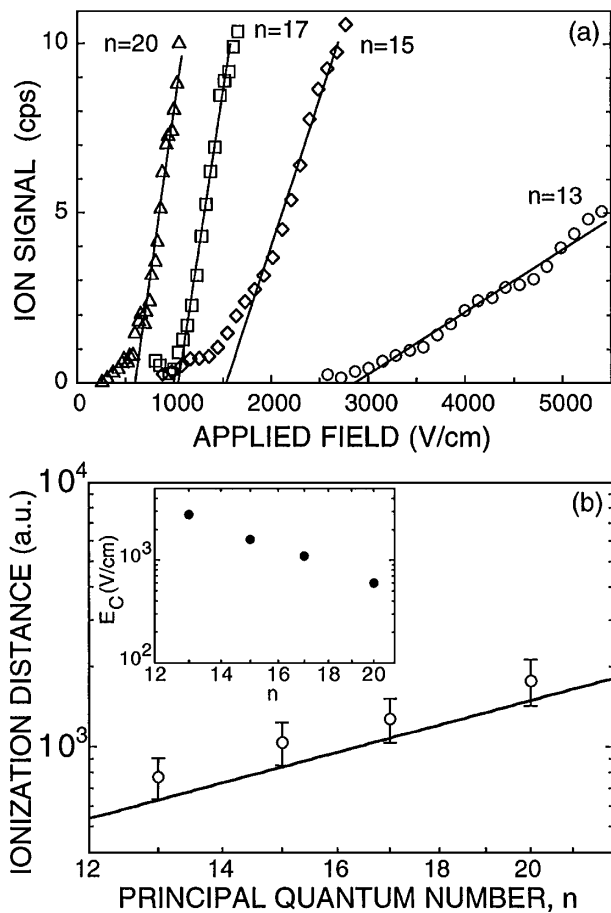 (a)
n=20
n=17
n=15
n=13
ION SIGNAL (cps)
10
5
0
0 1000 2000 3000 4000 5000
APPLIED FIELD (V/cm)
(b)
IONIZATION DISTANCE (a.u.)
10⁴
10³
E_C(V/cm)
10³
10²
12 14 16 18 20
n
12 14 16 18 20
PRINCIPAL QUANTUM NUMBER, n